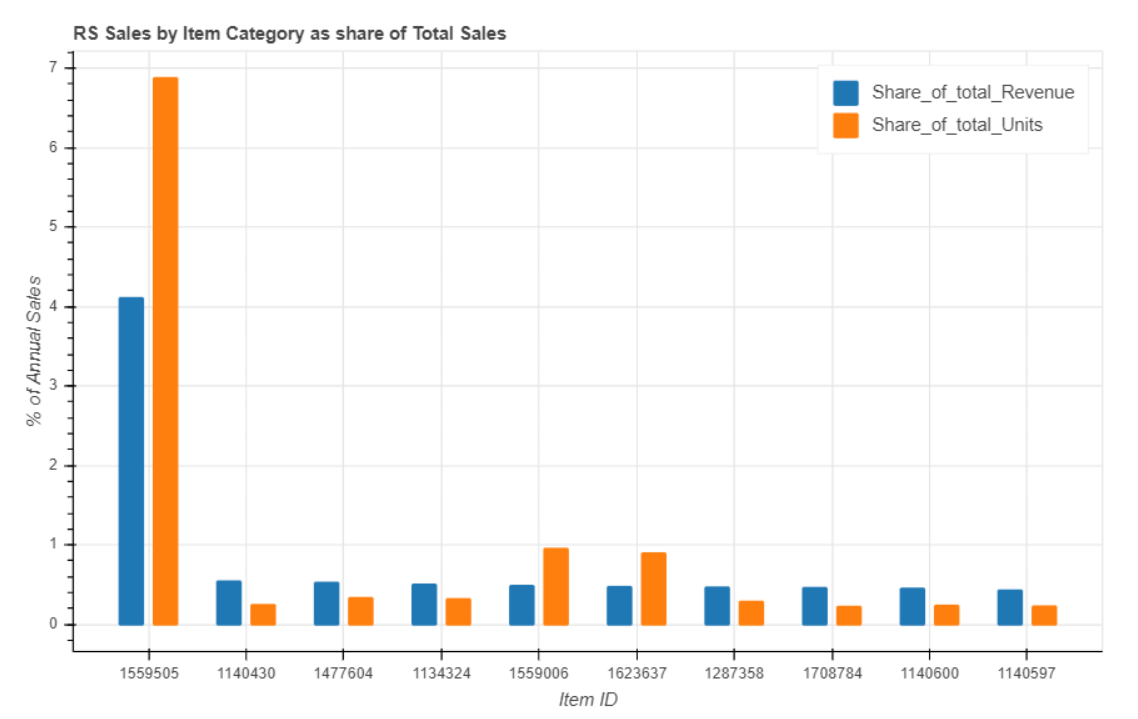 RS Sales by Item Category as share of Total Sales
Share_of_total_Revenue
Share_of_total_Units
% of Annual Sales
7
6
5
4
3
2
1
0
1559505 1140430 1477604 1134324 1559006 1623637 1287358 1708784 1140600 1140597
Item ID